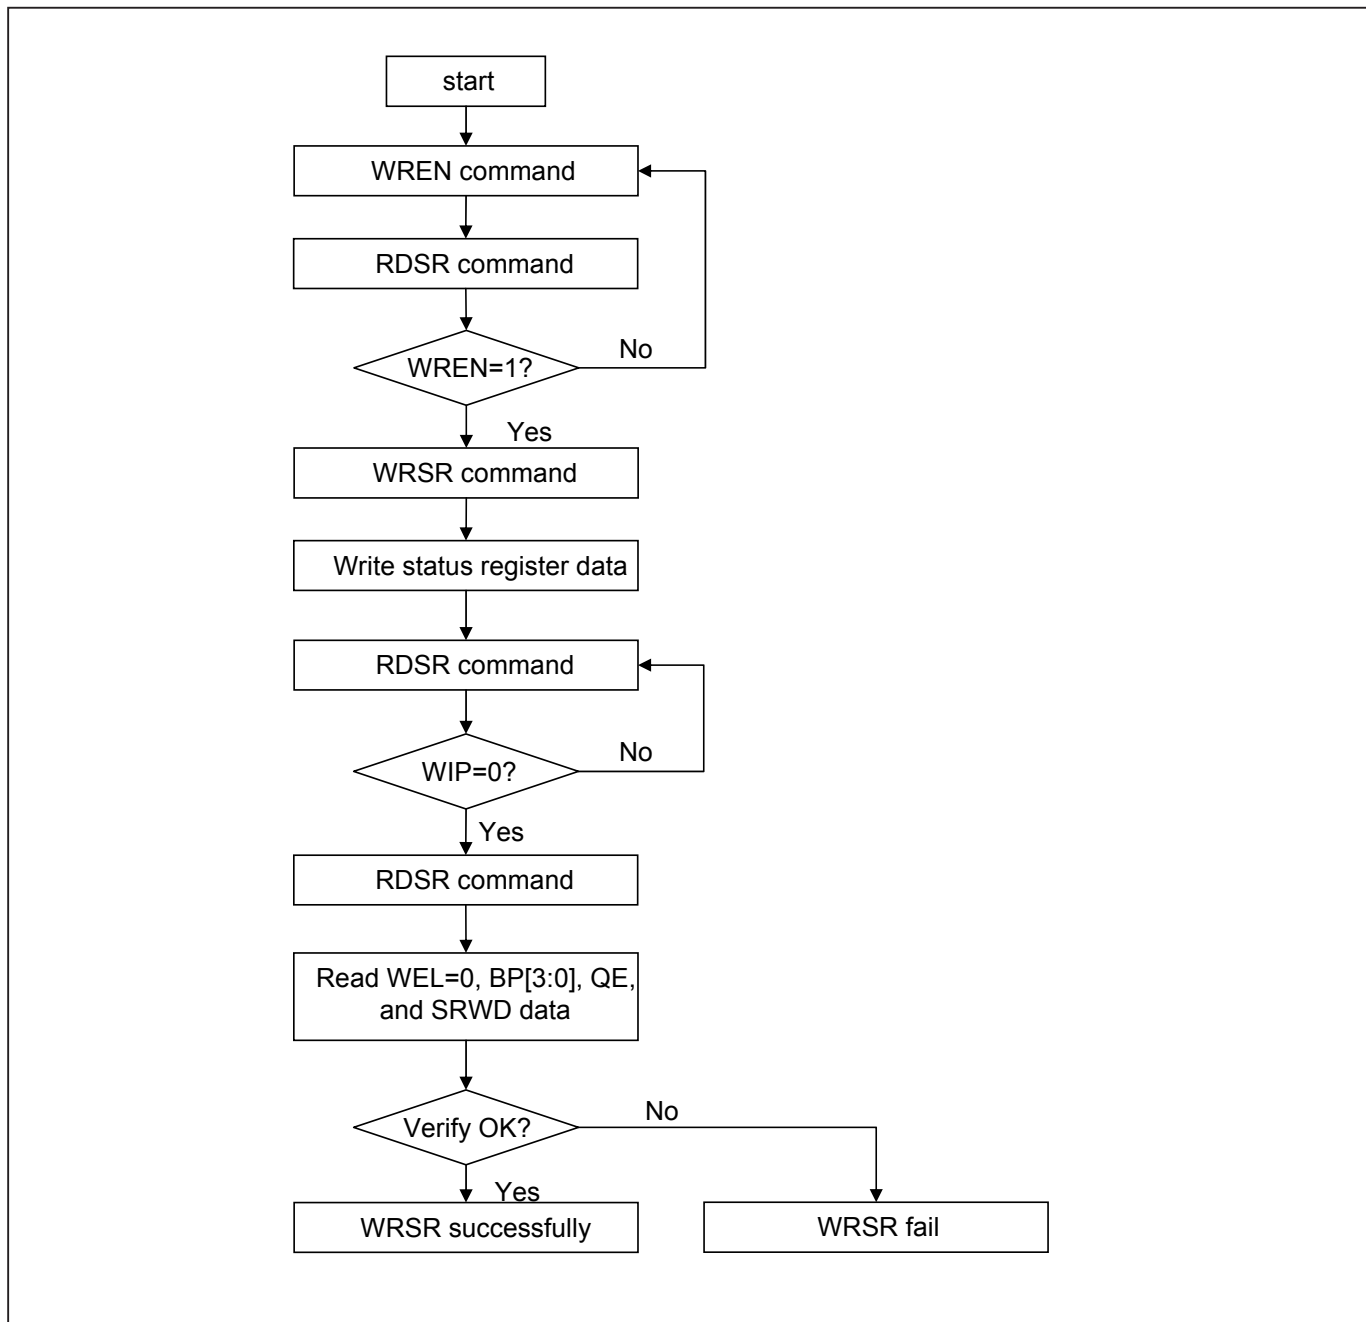 start
WREN command
RDSR command
WREN=1?
No
Yes
WRSR command
Write status register data
RDSR command
WIP=0?
No
Yes
RDSR command
Read WEL=0, BP[3:0], QE,
and SRWD data
Verify OK?
No
Yes
WRSR successfully
WRSR fail